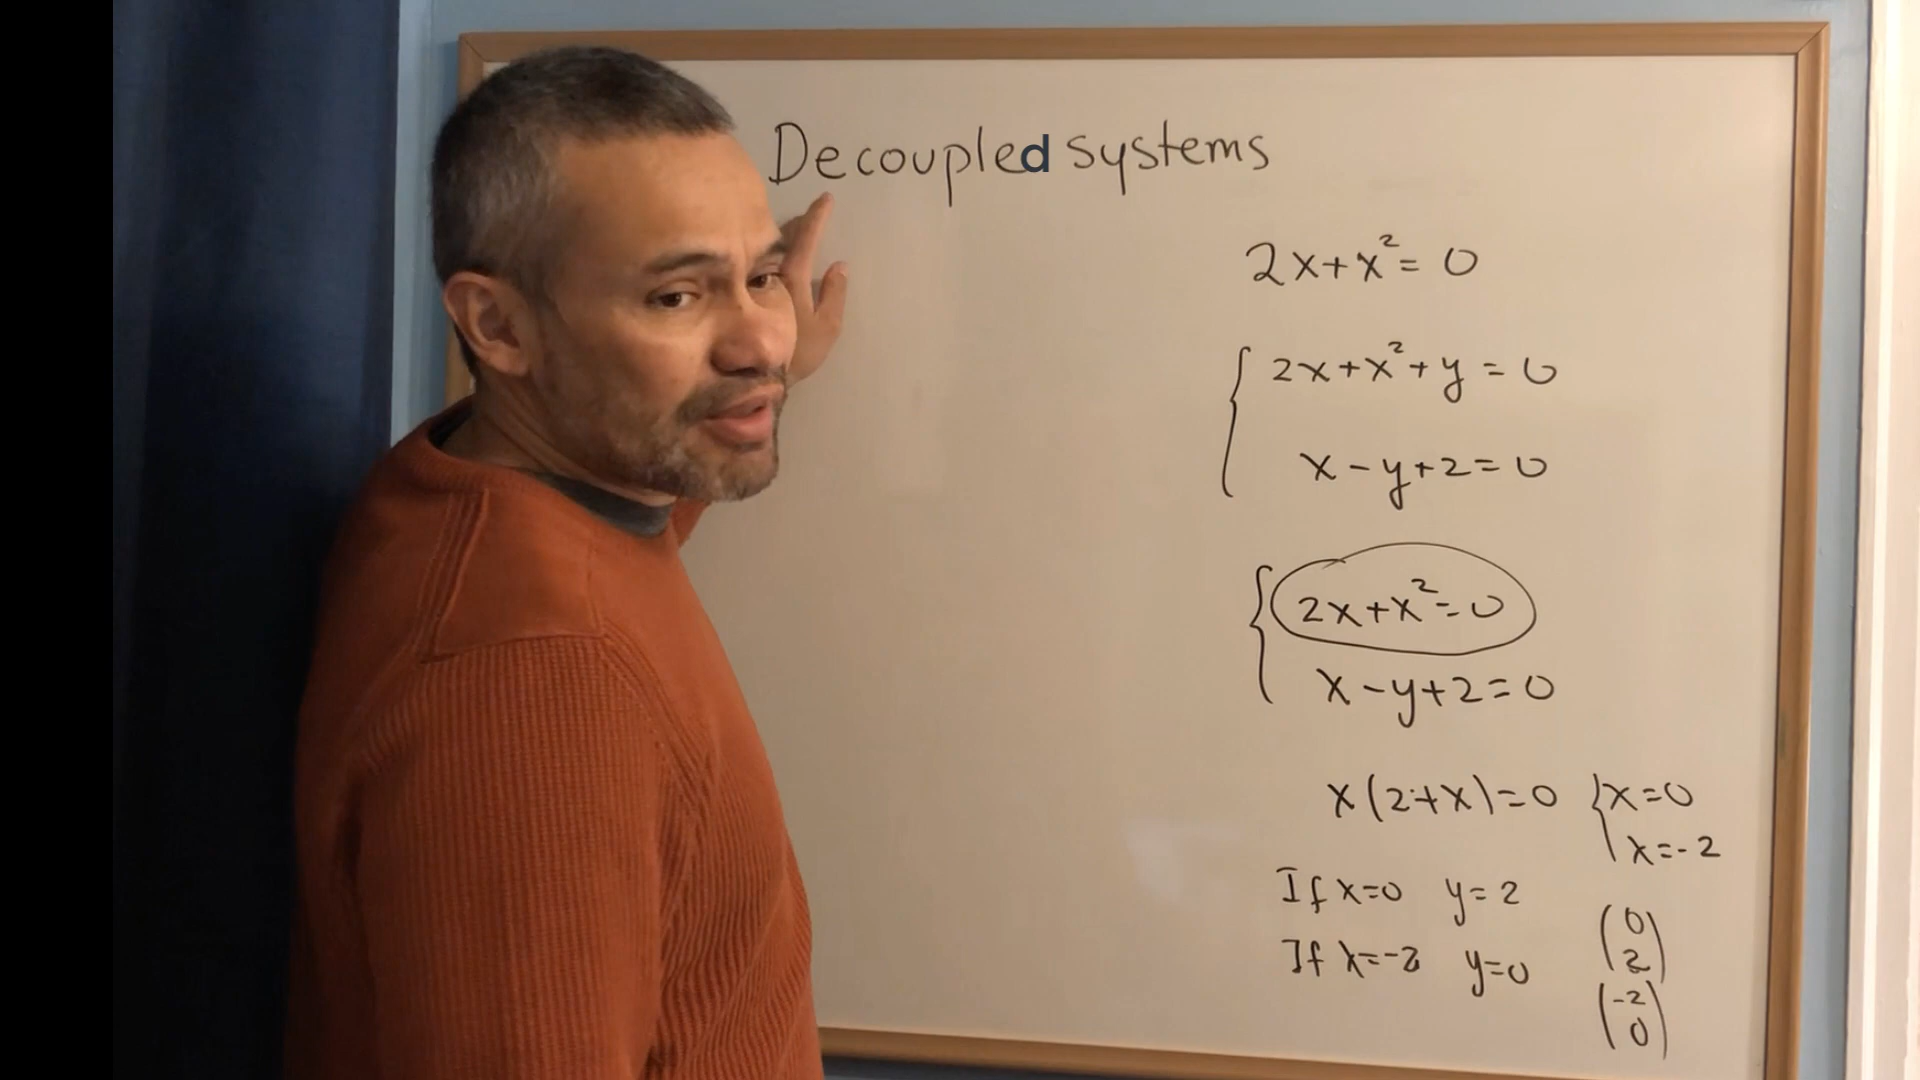 Decoupled systems
2x+x²=0
2x+x²+y=0
x-y+2=0
2x+x²=0
x-y+2=0
x(2+x)=0 { x=0
x=-2
If x=0 y=2
If x=-2 y=0
(0
2)
(-2
0)